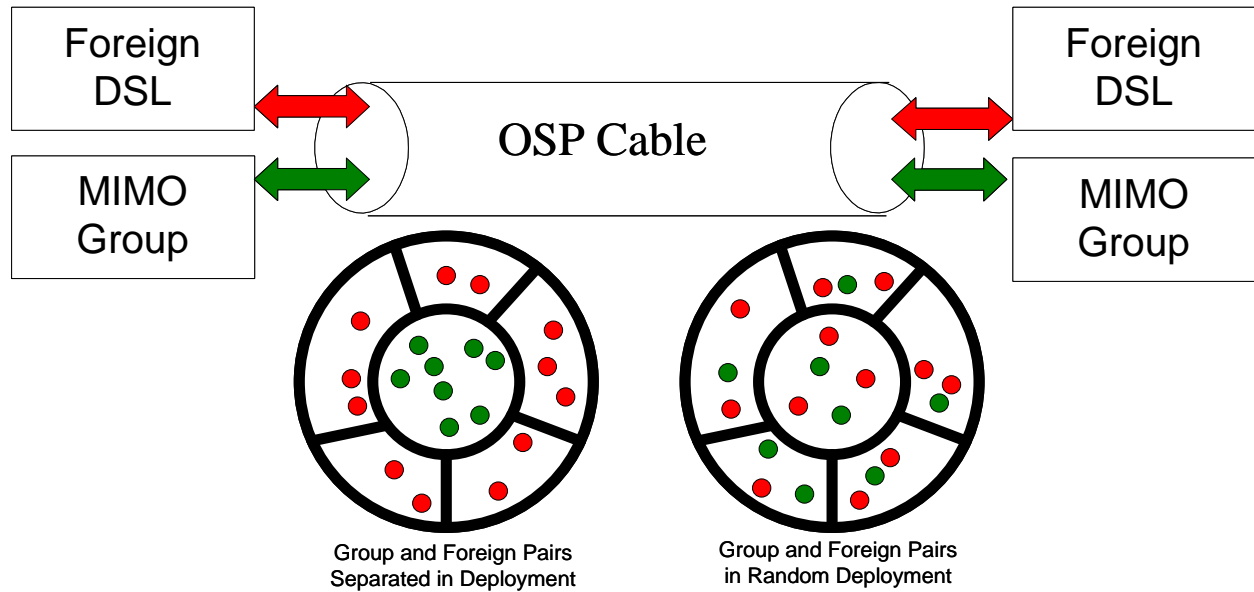 Foreign
DSL
MIMO
Group
OSP Cable
Foreign
DSL
MIMO
Group
Group and Foreign Pairs
Separated in Deployment
Group and Foreign Pairs
in Random Deployment